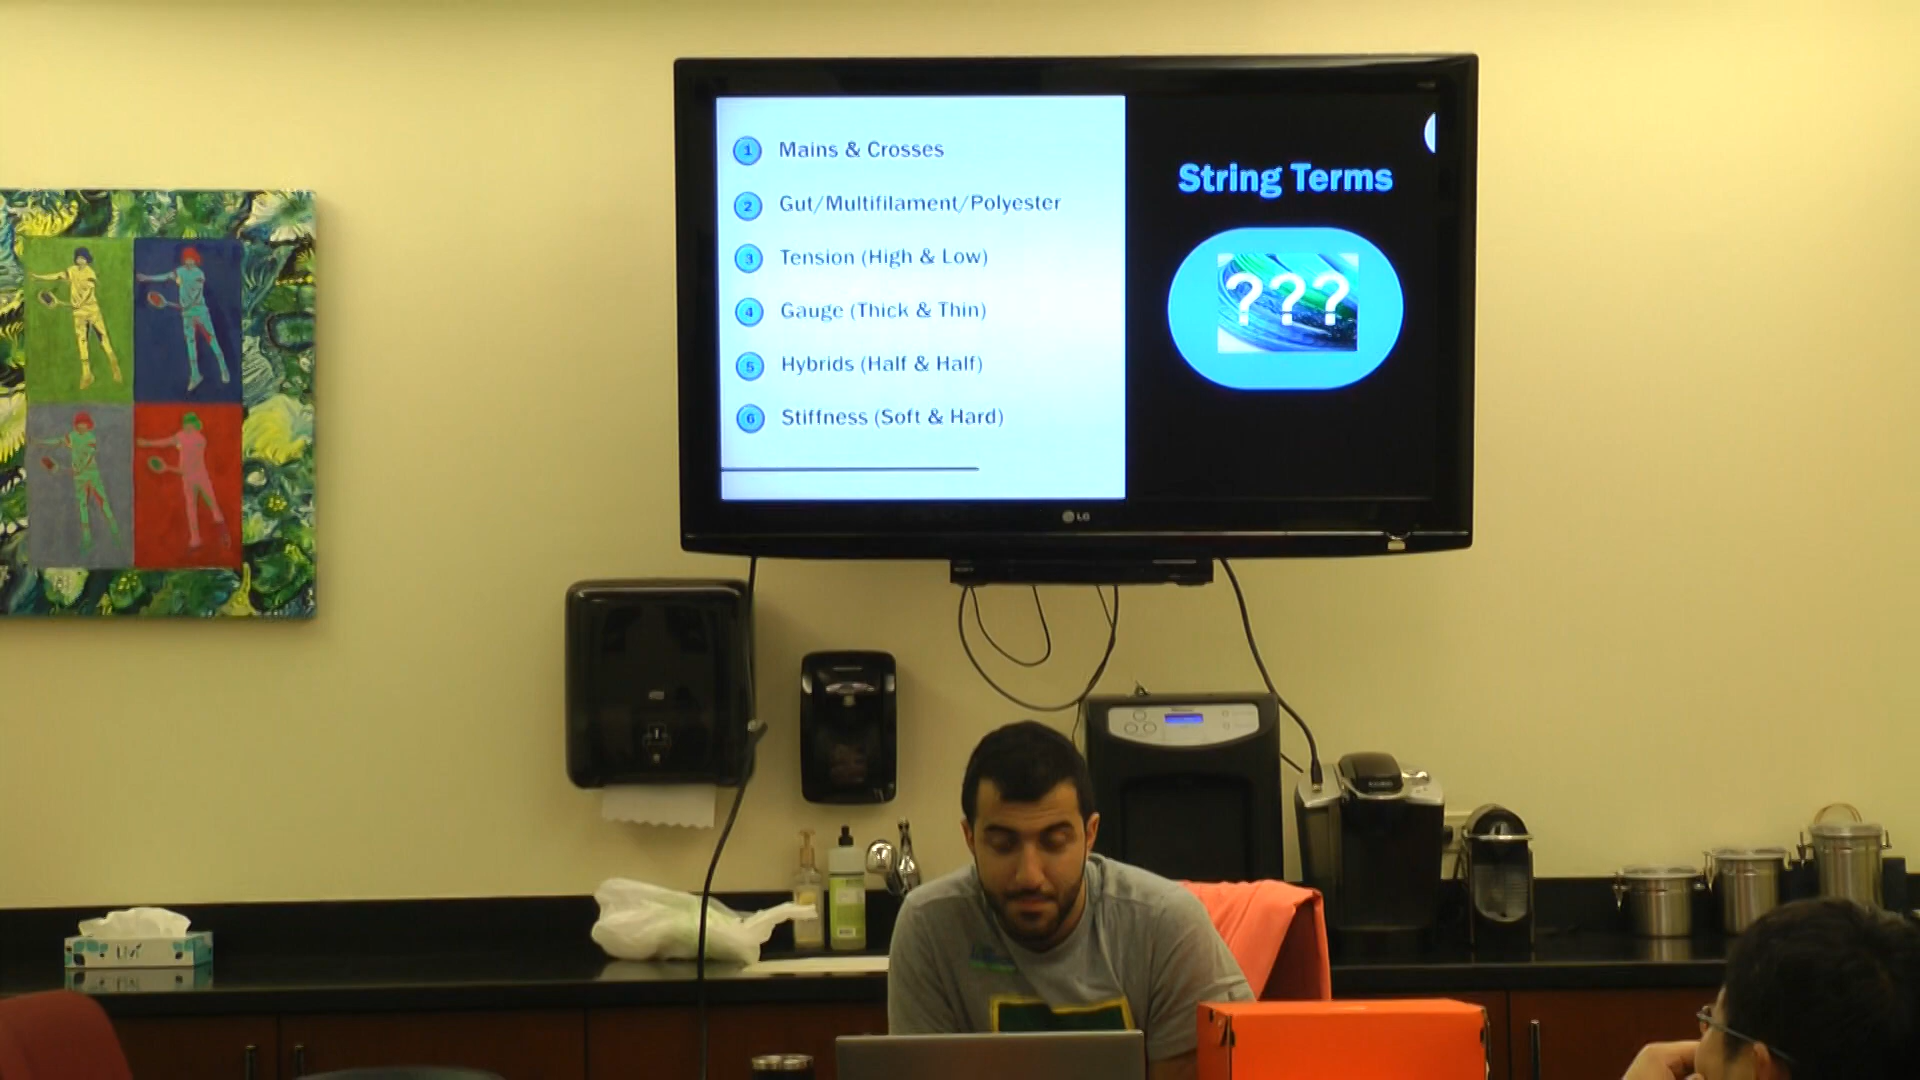 1 Mains & Crosses
2 Gut/Multifilament/Polyester
3 Tension (High & Low)
4 Gauge (Thick & Thin)
5 Hybrids (Half & Half)
6 Stiffness (Soft & Hard)
String Terms
???
LG
Livi